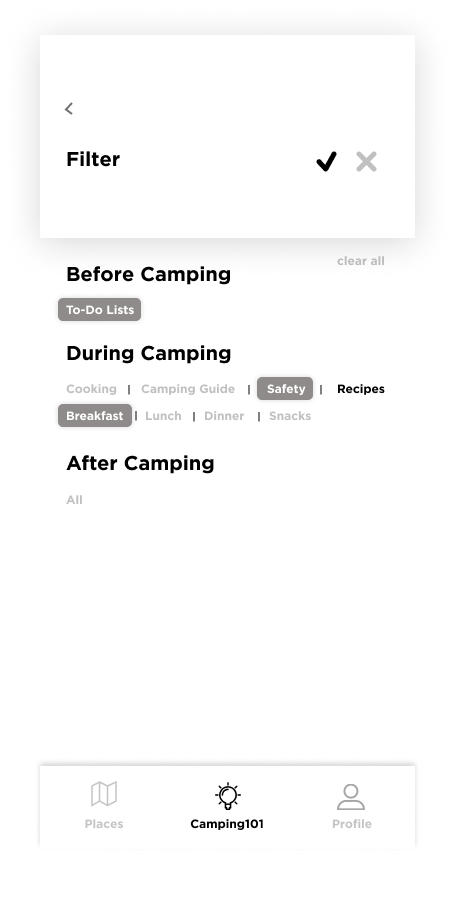 Filter
clear all
Before Camping
To-Do Lists
During Camping
Cooking | Camping Guide | Safety | Recipes
Breakfast | Lunch | Dinner | Snacks
After Camping
All
Places Camping101 Profile